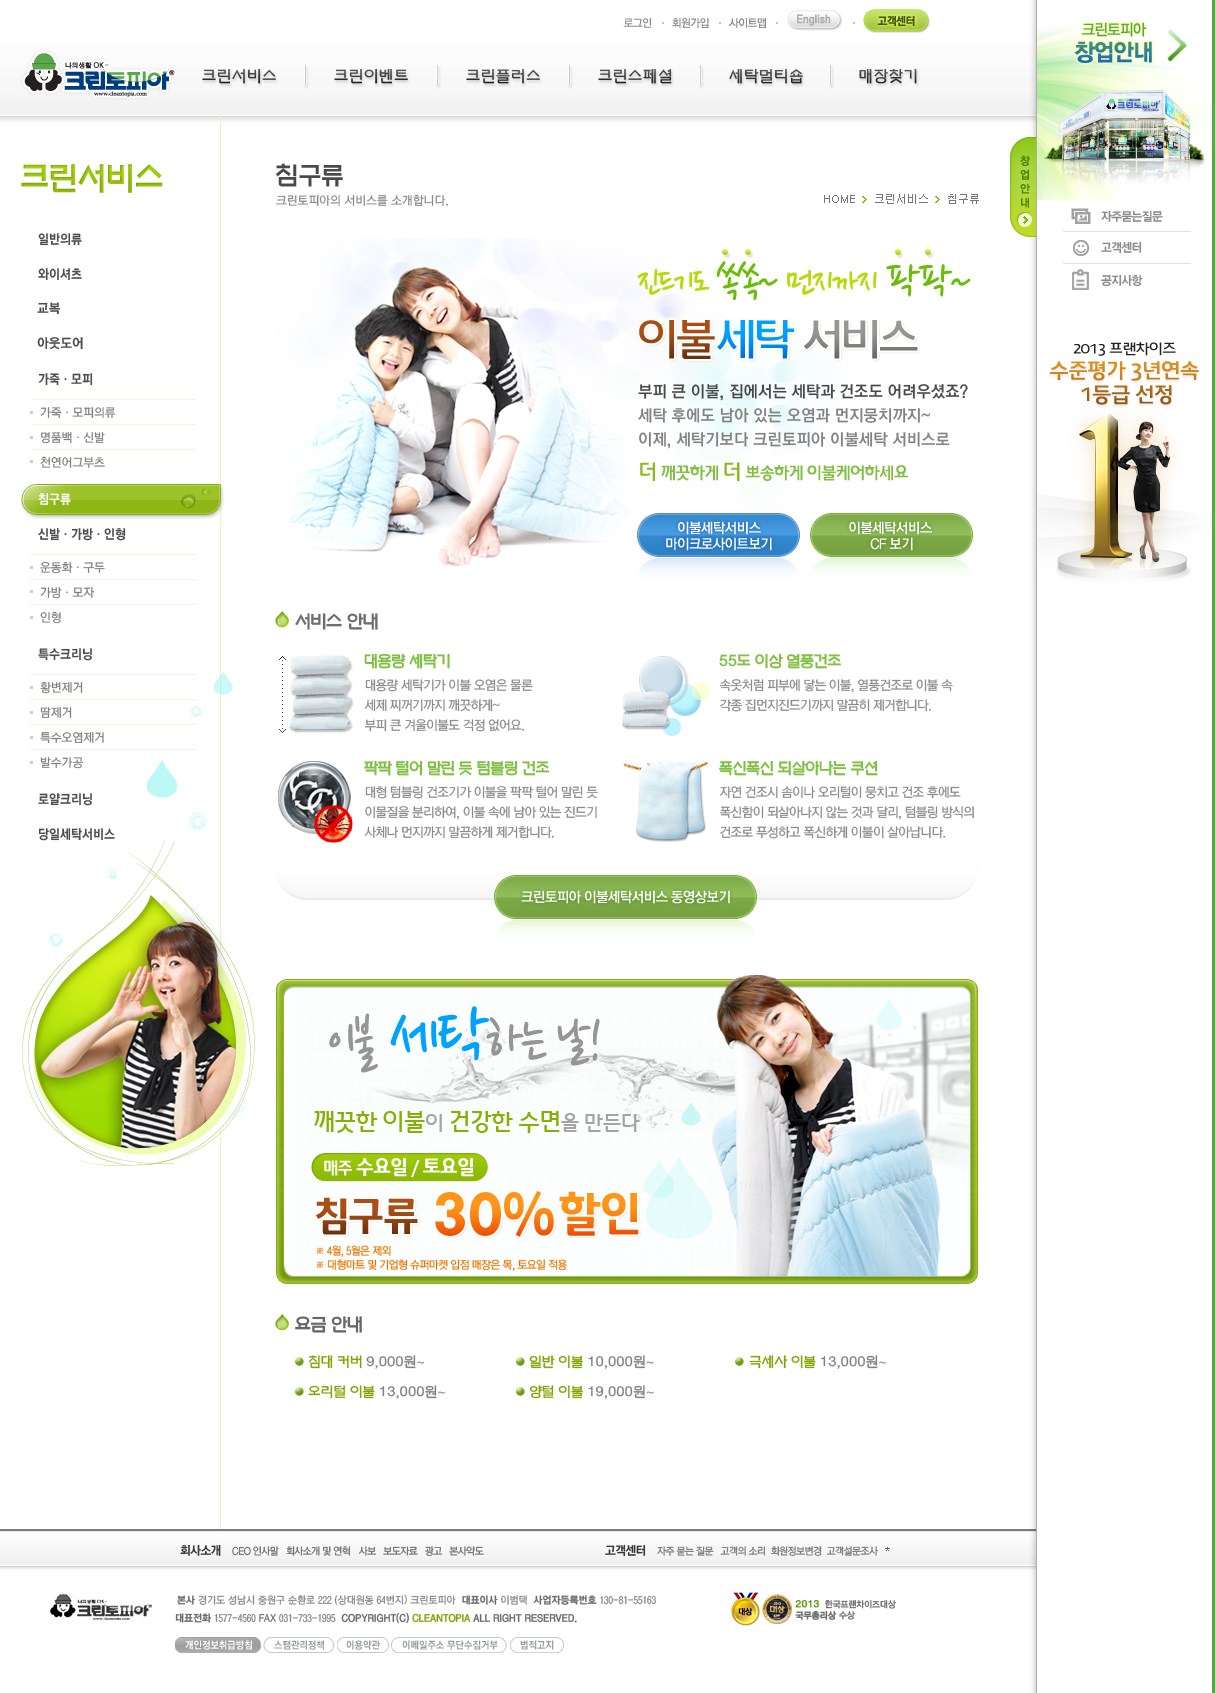 로그인 · 회원가입 · 사이트맵 · English · 고객센터
나의생활 OK~
크린토피아
www.cleantopia.com
크린서비스 크린이벤트 크린플러스 크린스페셜 세탁멀티숍 매장찾기
크린서비스
일반의류
와이셔츠
교복
아웃도어
가죽 · 모피
가죽 · 모피의류
명품백 · 신발
천연어그부츠
침구류
신발 · 가방 · 인형
운동화 · 구두
가방 · 모자
인형
특수크리닝
황변제거
땀제거
특수오염제거
발수가공
로얄크리닝
당일세탁서비스
침구류
크린토피아의 서비스를 소개합니다.
HOME > 크린서비스 > 침구류
진드기도 쏙쏙~ 먼지까지 팍팍~
이불세탁 서비스
부피 큰 이불, 집에서는 세탁과 건조도 어려우셨죠?
세탁 후에도 남아 있는 오염과 먼지뭉치까지~
이제, 세탁기보다 크린토피아 이불세탁 서비스로
더 깨끗하게 더 뽀송하게 이불케어하세요
이불세탁서비스
마이크로사이트보기
이불세탁서비스
CF 보기
서비스 안내
대용량 세탁기
대용량 세탁기가 이불 오염은 물론
세제 찌꺼기까지 깨끗하게~
부피 큰 겨울이불도 걱정 없어요.
55도 이상 열풍건조
속옷처럼 피부에 닿는 이불, 열풍건조로 이불 속
각종 집먼지진드기까지 말끔히 제거합니다.
팍팍 털어 말린 듯 텀블링 건조
대형 텀블링 건조기가 이불을 팍팍 털어 말린 듯
이물질을 분리하여, 이불 속에 남아 있는 진드기
사체나 먼지까지 말끔하게 제거합니다.
폭신폭신 되살아나는 쿠션
자연 건조시 솜이나 오리털이 뭉치고 건조 후에도
폭신함이 되살아나지 않는 것과 달리, 텀블링 방식의
건조로 푸성하고 폭신하게 이불이 살아납니다.
크린토피아 이불세탁서비스 동영상보기
이불 세탁하는 날!
깨끗한 이불이 건강한 수면을 만든다
매주 수요일 / 토요일
침구류 30% 할인
※ 4월, 5월은 제외
※ 대형마트 및 기업형 슈퍼마켓 입점 매장은 목, 토요일 적용
요금 안내
침대 커버 9,000원~
일반 이불 10,000원~
극세사 이불 13,000원~
오리털 이불 13,000원~
양털 이불 19,000원~
창업안내
크린토피아
창업안내
크린토피아
자주묻는질문
고객센터
공지사항
2013 프랜차이즈
수준평가 3년연속
1등급 선정
1
회사소개 CEO 인사말 회사소개 및 연혁 사보 보도자료 광고 본사약도
고객센터 자주 묻는 질문 고객의 소리 회원정보변경 고객설문조사 *
나의생활 OK~
크린토피아
본사 경기도 성남시 중원구 순환로 222 (상대원동 64번지) 크린토피아 대표이사 이범택 사업자등록번호 130-81-55163
대표전화 1577-4560 FAX 031-733-1995 COPYRIGHT(C) CLEANTOPIA ALL RIGHT RESERVED.
개인정보취급방침 스팸관리정책 이용약관 이메일주소 무단수집거부 법적고지
대상
대상
2013 한국프랜차이즈대상
국무총리상 수상